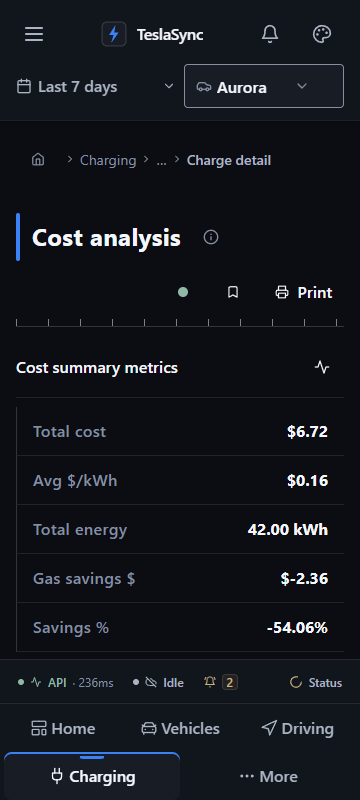 TeslaSync
Last 7 days
Aurora
Charging ... Charge detail
Cost analysis
Print
Cost summary metrics
Total cost $6.72
Avg $/kWh $0.16
Total energy 42.00 kWh
Gas savings $ $-2.36
Savings % -54.06%
API · 236ms Idle 2 Status
Home Vehicles Driving
Charging More